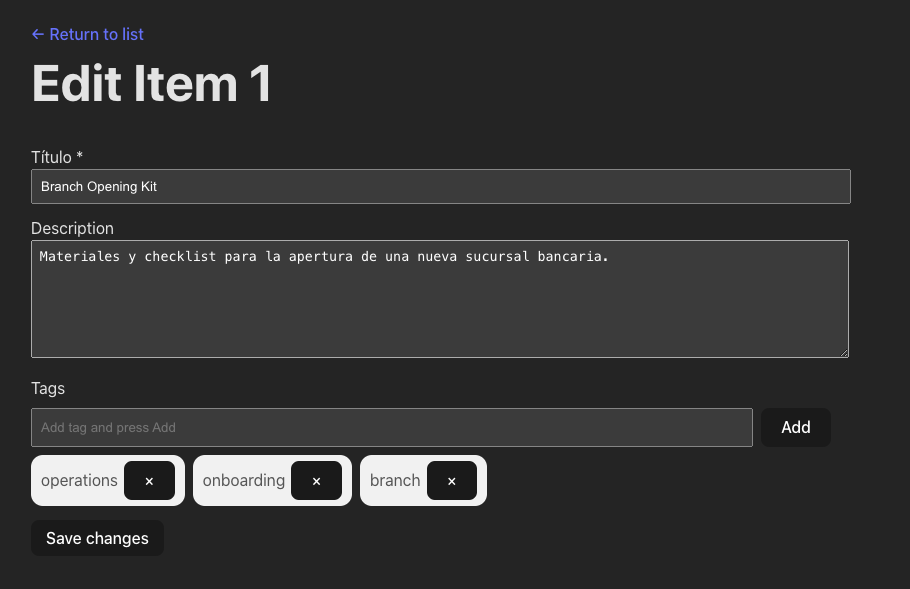 ← Return to list
Edit Item 1
Título *
Branch Opening Kit
Description
Materiales y checklist para la apertura de una nueva sucursal bancaria.
Tags
Add tag and press Add
Add
operations × onboarding × branch ×
Save changes